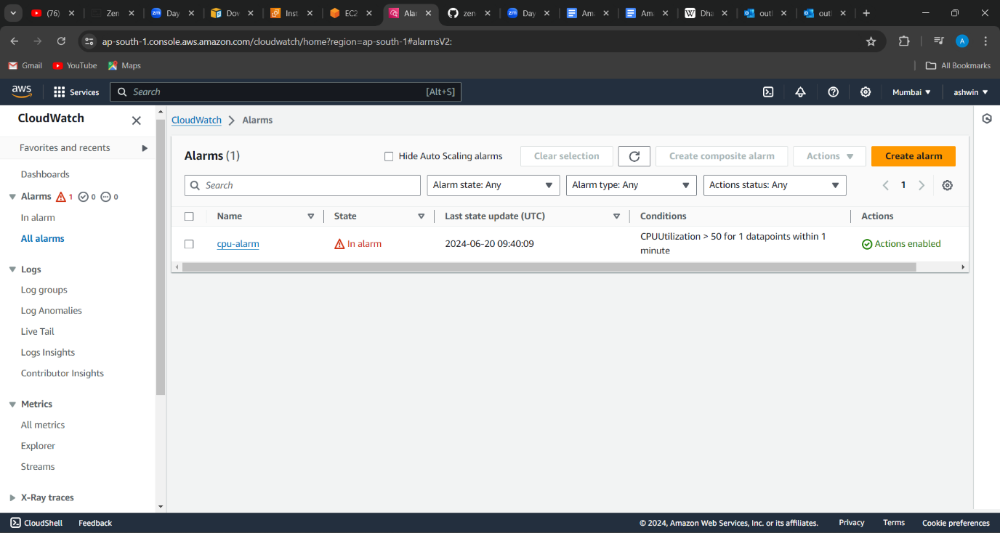 (76)
Zen
Day
Dov
Inst
EC2
Alar
zen
Day
Ama
Ama
Dha
outl
outl
ap-south-1.console.aws.amazon.com/cloudwatch/home?region=ap-south-1#alarmsV2:
A
Gmail
YouTube
Maps
All Bookmarks
aws
Services
Search
[Alt+S]
Mumbai
ashwin
CloudWatch
Favorites and recents
Dashboards
Alarms 1 0 0
In alarm
All alarms
Logs
Log groups
Log Anomalies
Live Tail
Logs Insights
Contributor Insights
Metrics
All metrics
Explorer
Streams
X-Ray traces
CloudWatch > Alarms
Alarms (1)
Hide Auto Scaling alarms
Clear selection
Create composite alarm
Actions
Create alarm
Search
Alarm state: Any
Alarm type: Any
Actions status: Any
1
Name
State
Last state update (UTC)
Conditions
Actions
cpu-alarm
In alarm
2024-06-20 09:40:09
CPUUtilization > 50 for 1 datapoints within 1
minute
Actions enabled
CloudShell
Feedback
© 2024, Amazon Web Services, Inc. or its affiliates.
Privacy
Terms
Cookie preferences